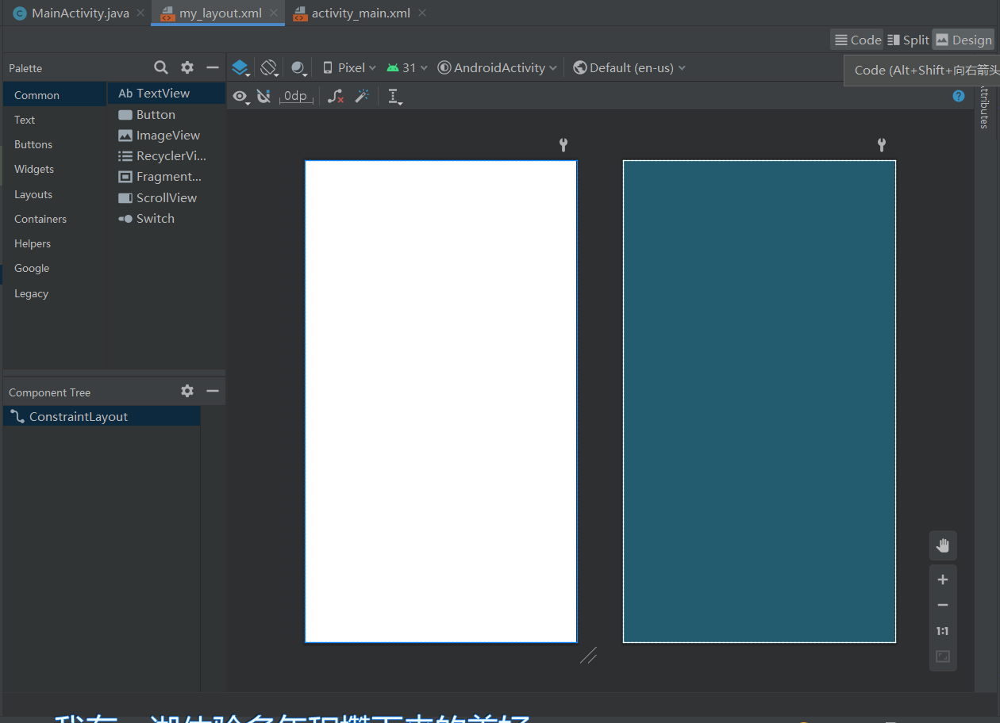 MainActivity.java
my_layout.xml
activity_main.xml
Code
Split
Design
Palette
Pixel
31
AndroidActivity
Default (en-us)
Code (Alt+Shift+向右箭头
Common
Ab TextView
0dp
Attributes
Text
Button
Buttons
ImageView
Widgets
RecyclerVi...
Layouts
Fragment...
Containers
ScrollView
Helpers
Switch
Google
Legacy
Component Tree
ConstraintLayout
1:1